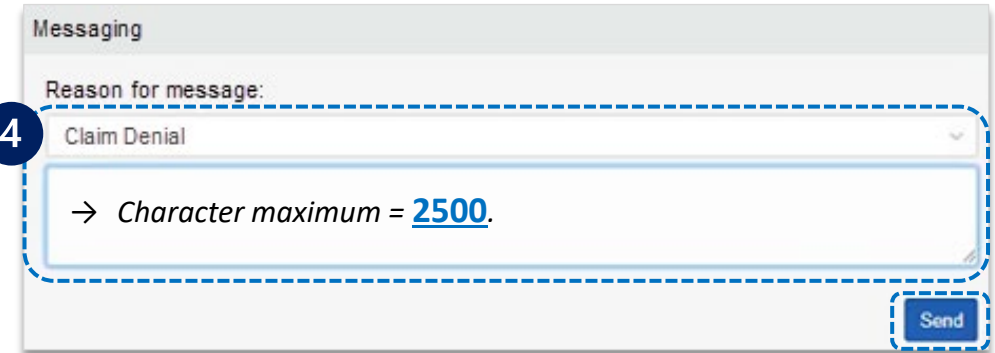 Messaging
Reason for message:
4
Claim Denial
→ Character maximum = 2500.
Send